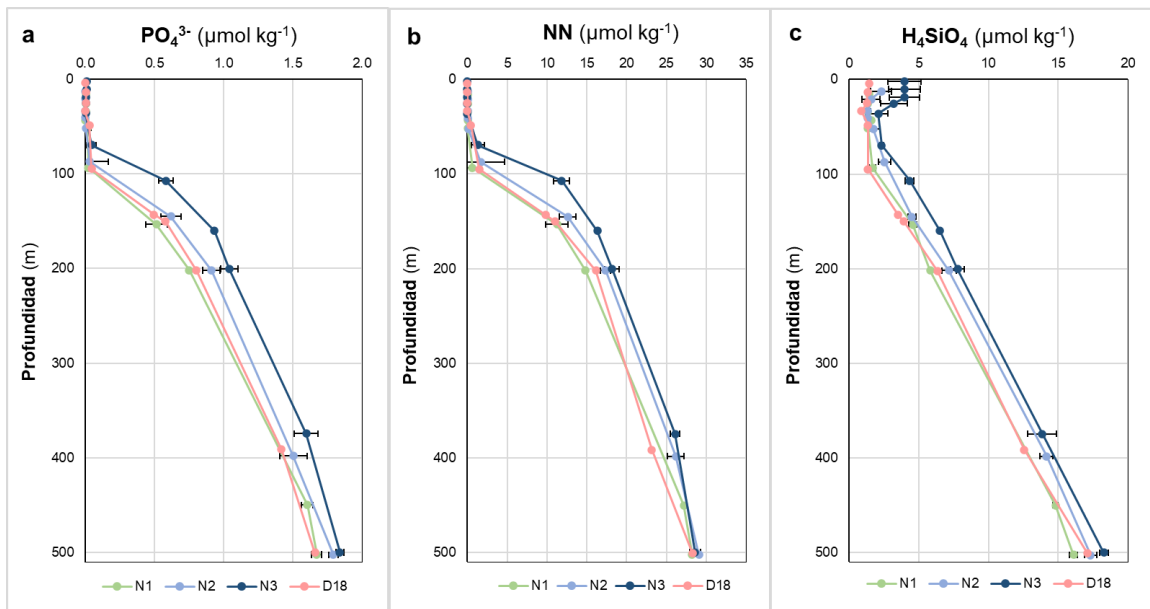 a PO₄³⁻ (µmol kg⁻¹)
0.0 0.5 1.0 1.5 2.0
0
100
200
300
400
500
Profundidad (m)
N1 N2 N3 D18
b NN (µmol kg⁻¹)
0 5 10 15 20 25 30 35
0
100
200
300
400
500
Profundidad (m)
N1 N2 N3 D18
c H₄SiO₄ (µmol kg⁻¹)
0 5 10 15 20
0
100
200
300
400
500
Profundidad (m)
N1 N2 N3 D18